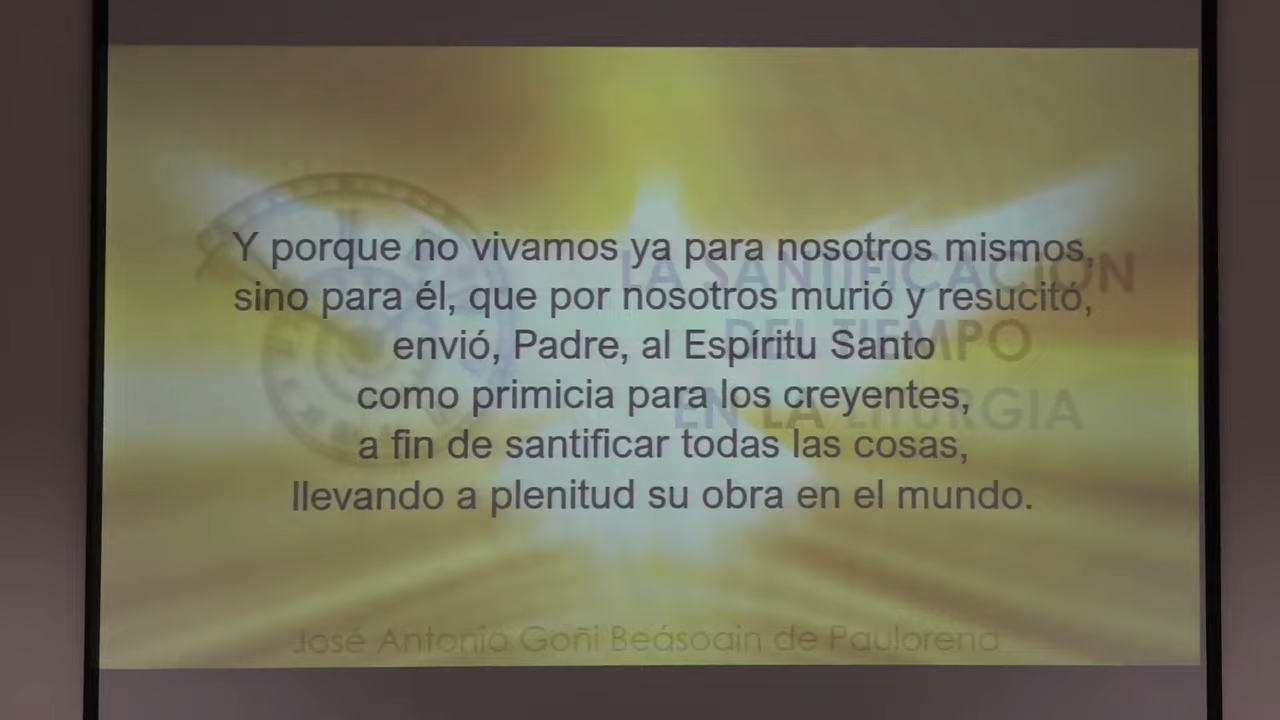 Y porque no vivamos ya para nosotros mismos,
sino para él, que por nosotros murió y resucitó,
envió, Padre, al Espíritu Santo
como primicia para los creyentes,
a fin de santificar todas las cosas,
llevando a plenitud su obra en el mundo.
LA SANTIFICACIÓN
DEL TIEMPO
EN LA LITURGIA
José Antonio Goñi Beásoain de Paulorena